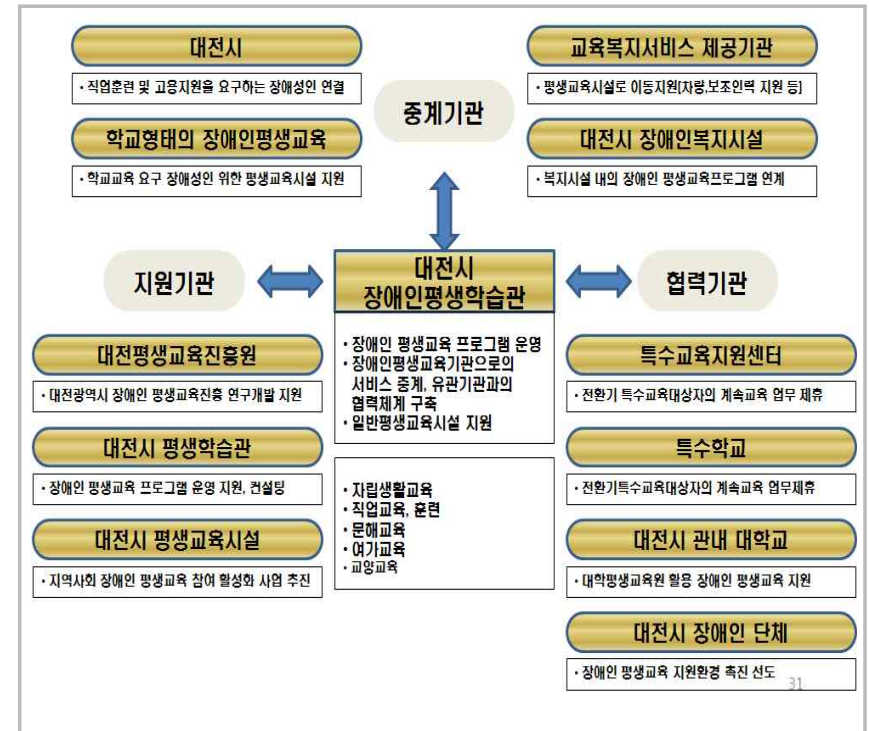 대전시
· 직업훈련 및 고용지원을 요구하는 장애성인 연결
학교형태의 장애인평생교육
· 학교교육 요구 장애성인 위한 평생교육시설 지원
중계기관
교육복지서비스 제공기관
· 평생교육시설로 이동지원(차량,보조인력 지원 등)
대전시 장애인복지시설
· 복지시설 내의 장애인 평생교육프로그램 연계
지원기관
대전시
장애인평생학습관
협력기관
· 장애인 평생교육 프로그램 운영
· 장애인평생교육기관으로의
서비스 중계, 유관기관과의
협력체계 구축
· 일반평생교육시설 지원
· 자립생활교육
· 직업교육, 훈련
· 문해교육
· 여가교육
· 교양교육
대전평생교육진흥원
· 대전광역시 장애인 평생교육진흥 연구개발 지원
대전시 평생학습관
· 장애인 평생교육 프로그램 운영 지원, 컨설팅
대전시 평생교육시설
· 지역사회 장애인 평생교육 참여 활성화 사업 추진
특수교육지원센터
· 전환기 특수교육대상자의 계속교육 업무 제휴
특수학교
· 전환기특수교육대상자의 계속교육 업무제휴
대전시 관내 대학교
· 대학평생교육원 활용 장애인 평생교육 지원
대전시 장애인 단체
· 장애인 평생교육 지원환경 촉진 선도
31